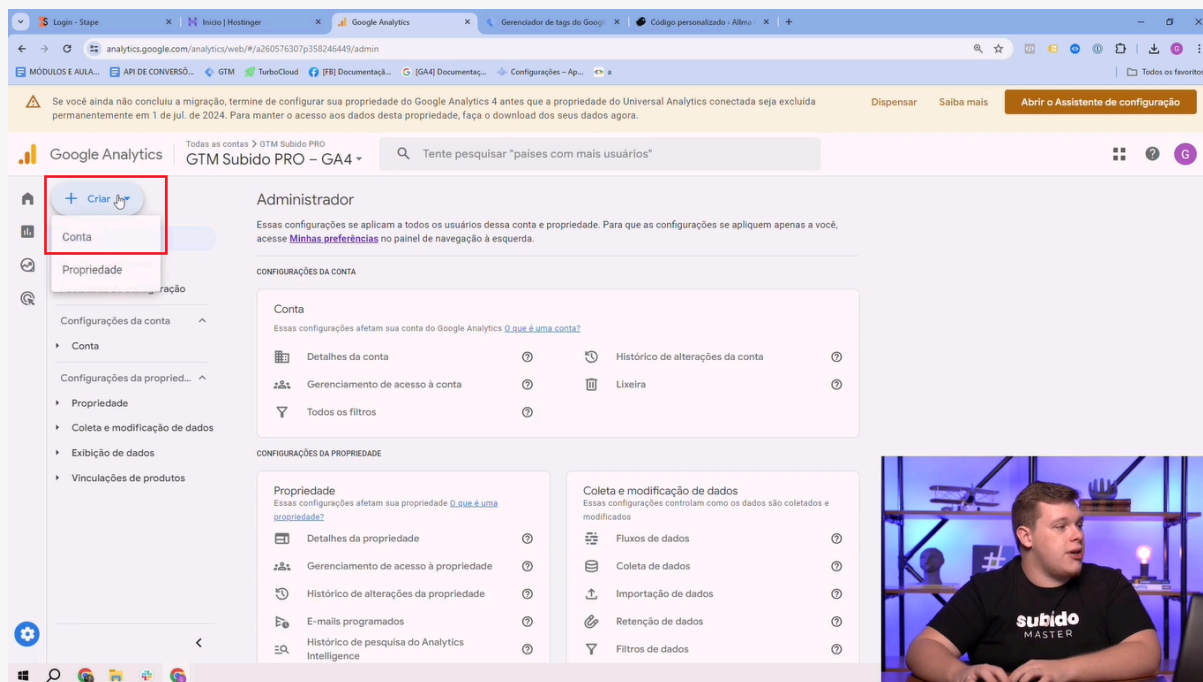 Login - Stape
Início | Hostinger
Google Analytics
Gerenciador de tags do Googl
Código personalizado ‹ Allma
analytics.google.com/analytics/web/#/a260576307p358246449/admin
MÓDULOS E AULA...
API DE CONVERSÕ...
GTM
TurboCloud
[FB] Documentaçã...
[GA4] Documentaç...
Configurações – Ap...
a
Todos os favoritos
Se você ainda não concluiu a migração, termine de configurar sua propriedade do Google Analytics 4 antes que a propriedade do Universal Analytics conectada seja excluída
permanentemente em 1 de jul. de 2024. Para manter o acesso aos dados desta propriedade, faça o download dos seus dados agora.
Dispensar
Saiba mais
Abrir o Assistente de configuração
Google Analytics
Todas as contas > GTM Subido PRO
GTM Subido PRO – GA4
Tente pesquisar "países com mais usuários"
G
+ Criar
Conta
Propriedade
ração
Configurações da conta
Conta
Configurações da propried...
Propriedade
Coleta e modificação de dados
Exibição de dados
Vinculações de produtos
Administrador
Essas configurações se aplicam a todos os usuários dessa conta e propriedade. Para que as configurações se apliquem apenas a você,
acesse Minhas preferências no painel de navegação à esquerda.
CONFIGURAÇÕES DA CONTA
Conta
Essas configurações afetam sua conta do Google Analytics O que é uma conta?
Detalhes da conta
Histórico de alterações da conta
Gerenciamento de acesso à conta
Lixeira
Todos os filtros
CONFIGURAÇÕES DA PROPRIEDADE
Propriedade
Essas configurações afetam sua propriedade O que é uma
propriedade?
Detalhes da propriedade
Gerenciamento de acesso à propriedade
Histórico de alterações da propriedade
E-mails programados
Histórico de pesquisa do Analytics
Intelligence
Coleta e modificação de dados
Essas configurações controlam como os dados são coletados e
modificados
Fluxos de dados
Coleta de dados
Importação de dados
Retenção de dados
Filtros de dados
#
subido
MASTER